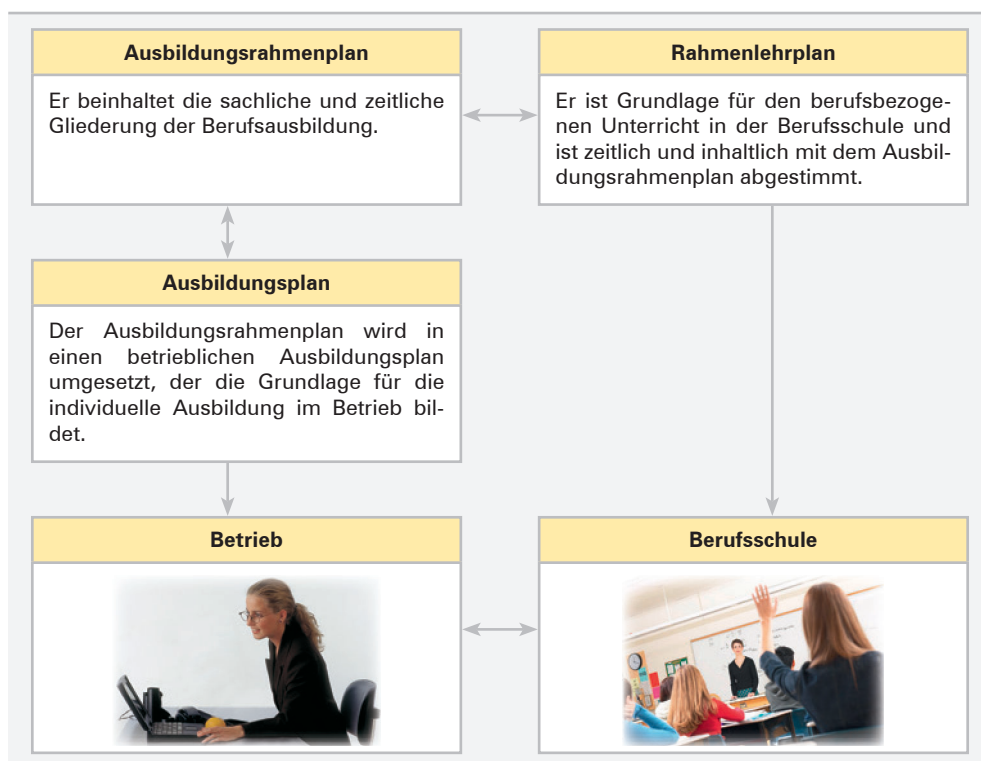 Ausbildungsrahmenplan
Er beinhaltet die sachliche und zeitliche
Gliederung der Berufsausbildung.
Rahmenlehrplan
Er ist Grundlage für den berufsbezoge-
nen Unterricht in der Berufsschule und
ist zeitlich und inhaltlich mit dem Ausbil-
dungsrahmenplan abgestimmt.
Ausbildungsplan
Der Ausbildungsrahmenplan wird in
einen betrieblichen Ausbildungsplan
umgesetzt, der die Grundlage für die
individuelle Ausbildung im Betrieb bil-
det.
Betrieb
Berufsschule